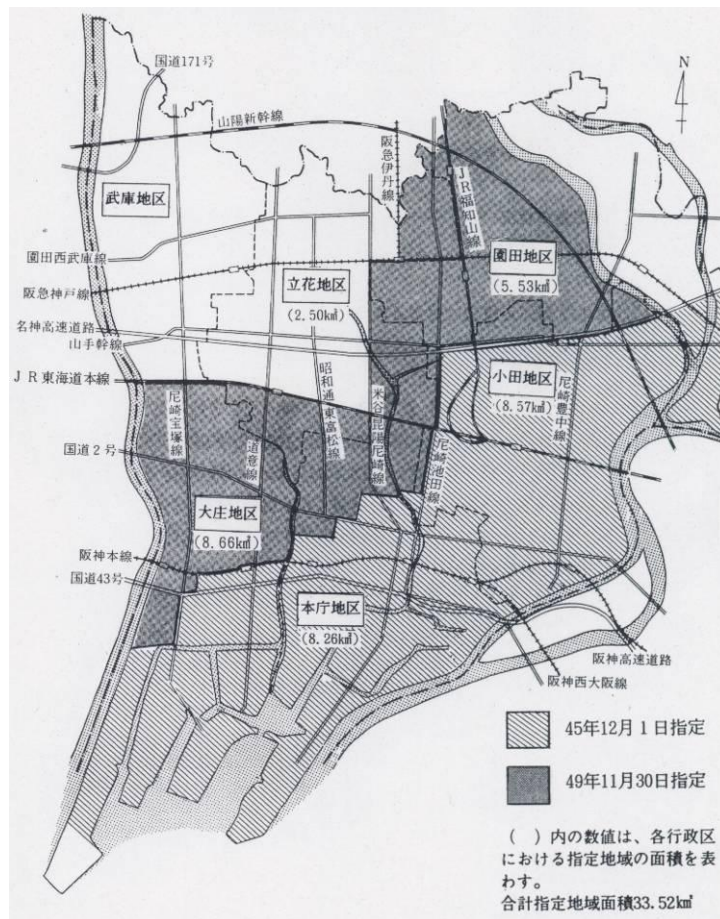 国道171号
山陽新幹線
N
阪急伊丹線
JR福知山線
武庫地区
園田西武庫線
立花地区
(2.50k㎡)
園田地区
(5.53k㎡)
阪急神戸線
名神高速道路
山手幹線
小田地区
(8.57k㎡)
JR東海道本線
尼崎宝塚線
道意線
昭和通東富松線
米谷昆陽尼崎線
尼崎池田線
尼崎豊中線
国道2号
大庄地区
(8.66k㎡)
阪神本線
国道43号
本庁地区
(8.26k㎡)
阪神高速道路
阪神西大阪線
45年12月1日指定
49年11月30日指定
( )内の数値は、各行政区
における指定地域の面積を表
わす。
合計指定地域面積33.52k㎡